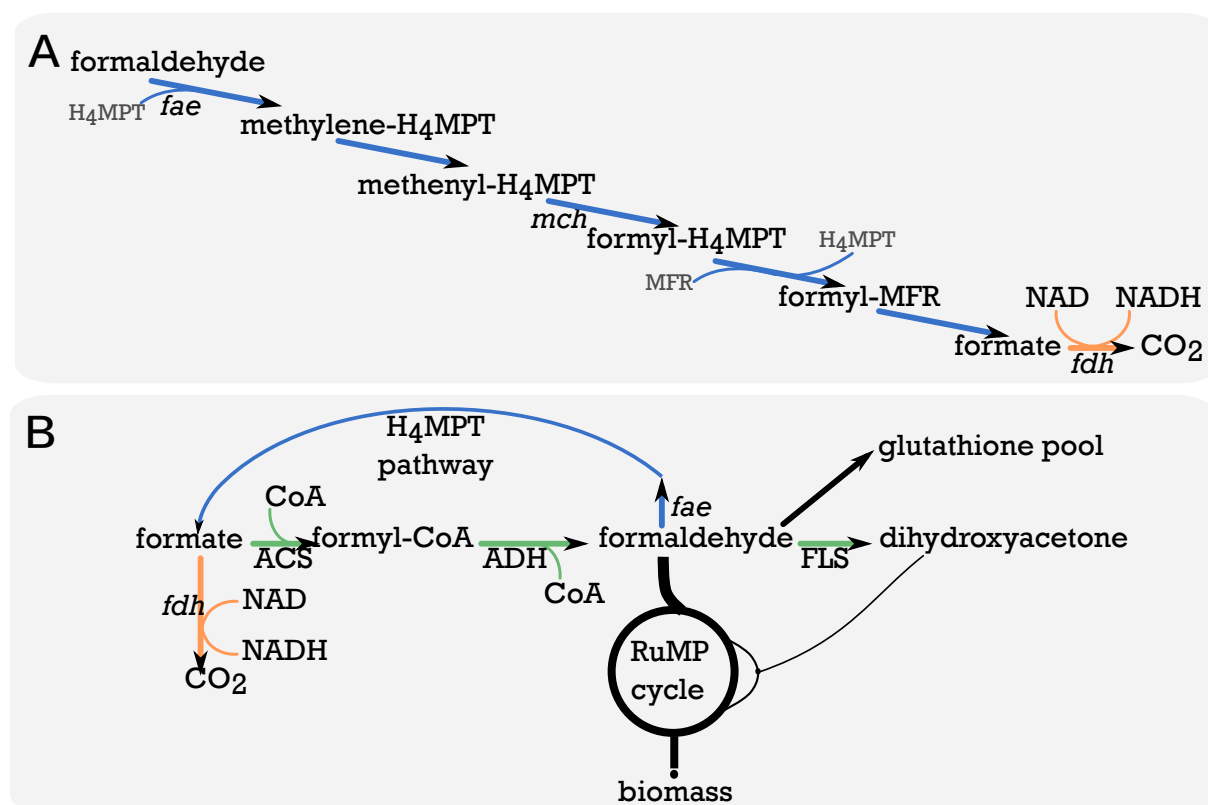 A
formaldehyde
H4MPT
fae
methylene-H4MPT
methenyl-H4MPT
mch
formyl-H4MPT
H4MPT
MFR
formyl-MFR
NAD
NADH
formate
fdh
CO2
B
H4MPT
pathway
glutathione pool
CoA
fae
formate
formyl-CoA
formaldehyde
dihydroxyacetone
ACS
ADH
FLS
CoA
fdh
NAD
NADH
CO2
RuMP
cycle
biomass